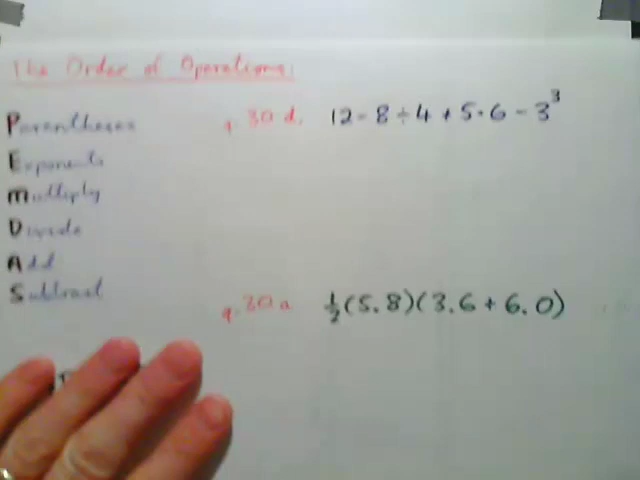 The Order of Operations:
Parentheses
Exponents
Multiply
Divide
Add
Subtract
q. 30 d. 12 - 8 ÷ 4 + 5 · 6 - 3³
q. 30 a ½(5.8)(3.6 + 6.0)